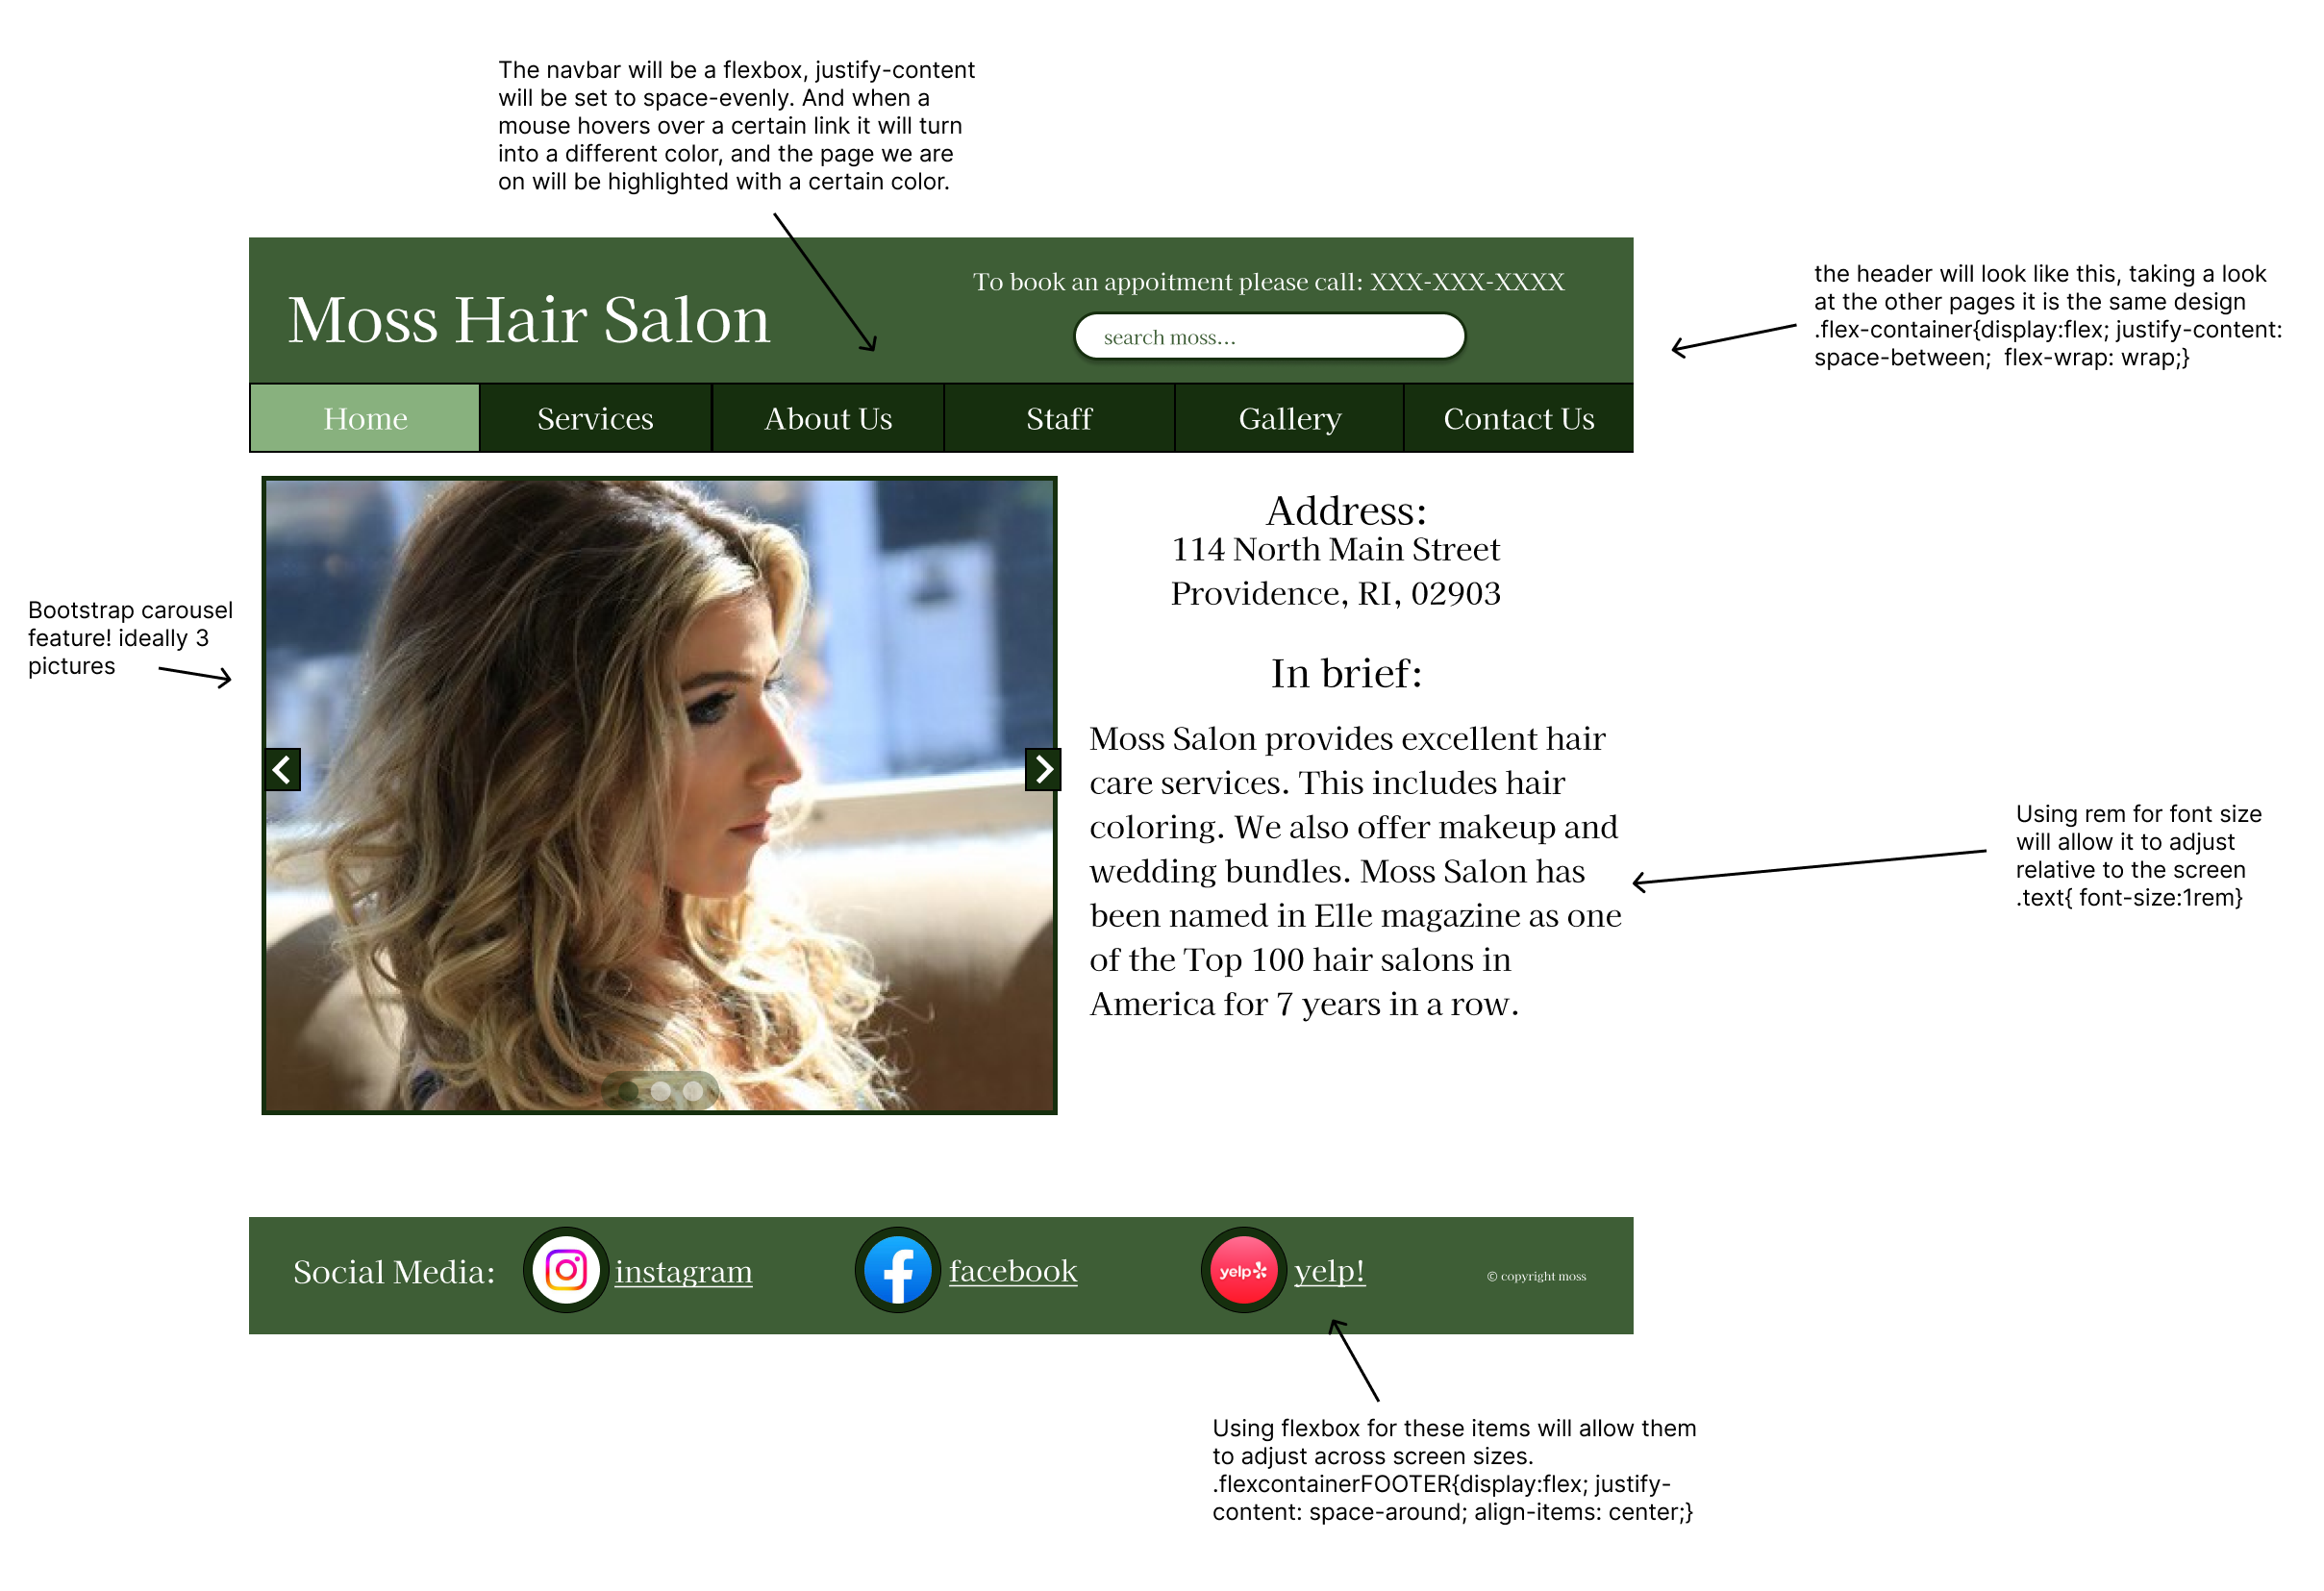 The navbar will be a flexbox, justify-content
will be set to space-evenly. And when a
mouse hovers over a certain link it will turn
into a different color, and the page we are
on will be highlighted with a certain color.
Moss Hair Salon
To book an appoitment please call: XXX-XXX-XXXX
search moss...
the header will look like this, taking a look
at the other pages it is the same design
.flex-container{display:flex; justify-content:
space-between;  flex-wrap: wrap;}
Home
Services
About Us
Staff
Gallery
Contact Us
Bootstrap carousel
feature! ideally 3
pictures
Address:
114 North Main Street
Providence, RI, 02903
In brief:
Moss Salon provides excellent hair
care services. This includes hair
coloring. We also offer makeup and
wedding bundles. Moss Salon has
been named in Elle magazine as one
of the Top 100 hair salons in
America for 7 years in a row.
Using rem for font size
will allow it to adjust
relative to the screen
.text{ font-size:1rem}
Social Media:
instagram
facebook
yelp
yelp!
© copyright moss
Using flexbox for these items will allow them
to adjust across screen sizes.
.flexcontainerFOOTER{display:flex; justify-
content: space-around; align-items: center;}